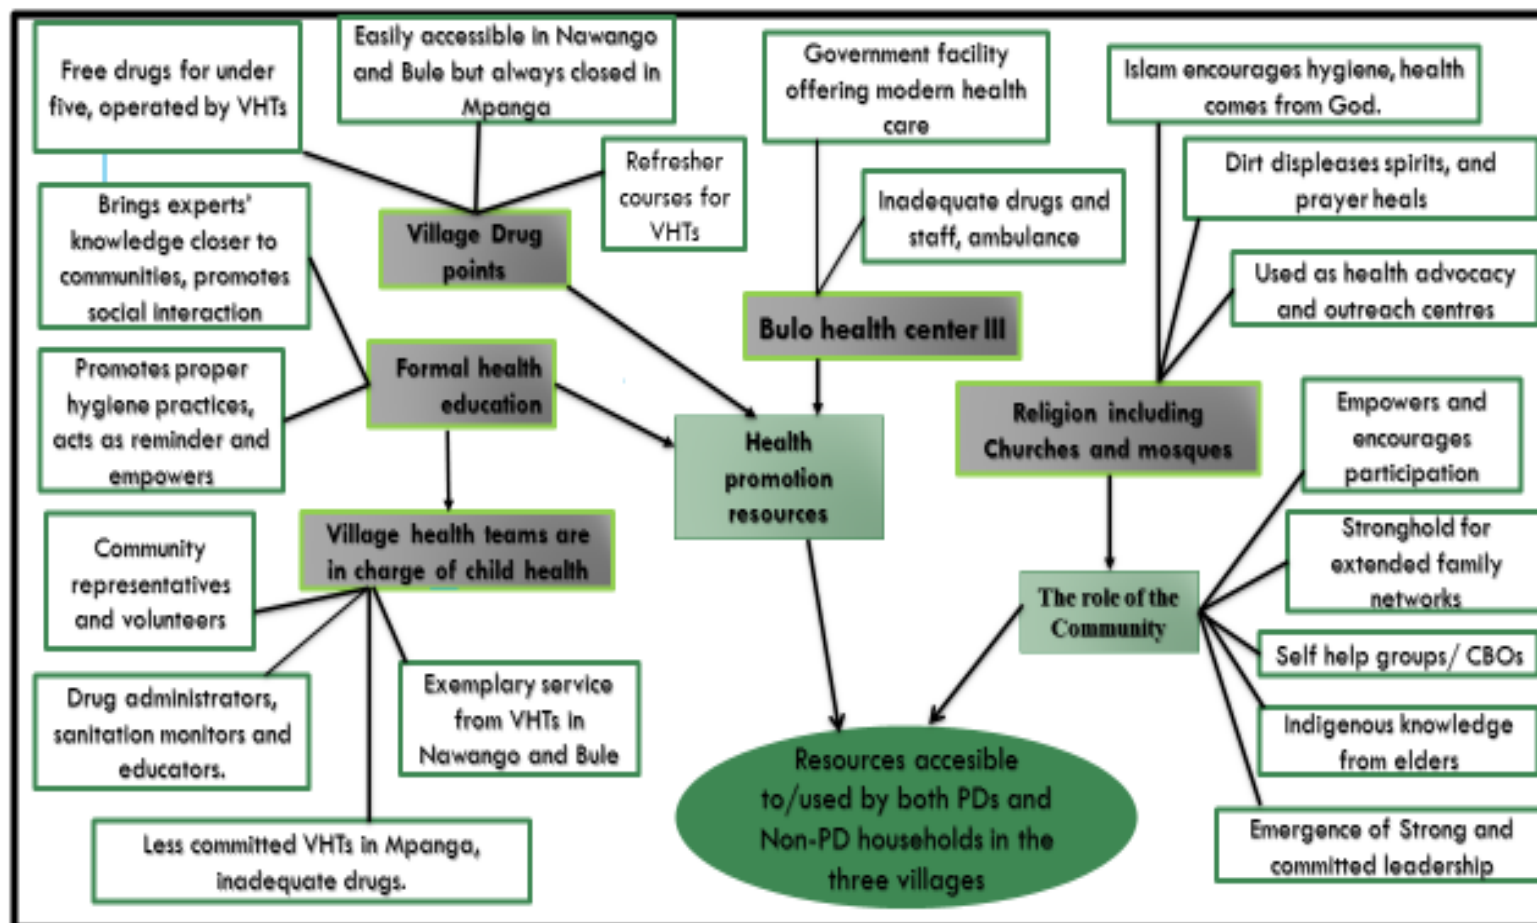 Free drugs for under
five, operated by VHTs
Easily accessible in Nawango
and Bule but always closed in
Mpanga
Government facility
offering modern health
care
Islam encourages hygiene, health
comes from God.
Refresher
courses for
VHTs
Dirt displeases spirits, and
prayer heals
Brings experts'
knowledge closer to
communities, promotes
social interaction
Village Drug
points
Inadequate drugs and
staff, ambulance
Used as health advocacy
and outreach centres
Bulo health center III
Promotes proper
hygiene practices,
acts as reminder and
empowers
Formal health
education
Health
promotion
resources
Religion including
Churches and mosques
Empowers and
encourages
participation
Village health teams are
in charge of child health
Community
representatives
and volunteers
Stronghold for
extended family
networks
The role of the
Community
Self help groups/ CBOs
Drug administrators,
sanitation monitors and
educators.
Exemplary service
from VHTs in
Nawango and Bule
Indigenous knowledge
from elders
Resources accesible
to/used by both PDs and
Non-PD households in the
three villages
Less committed VHTs in Mpanga,
inadequate drugs.
Emergence of Strong and
committed leadership